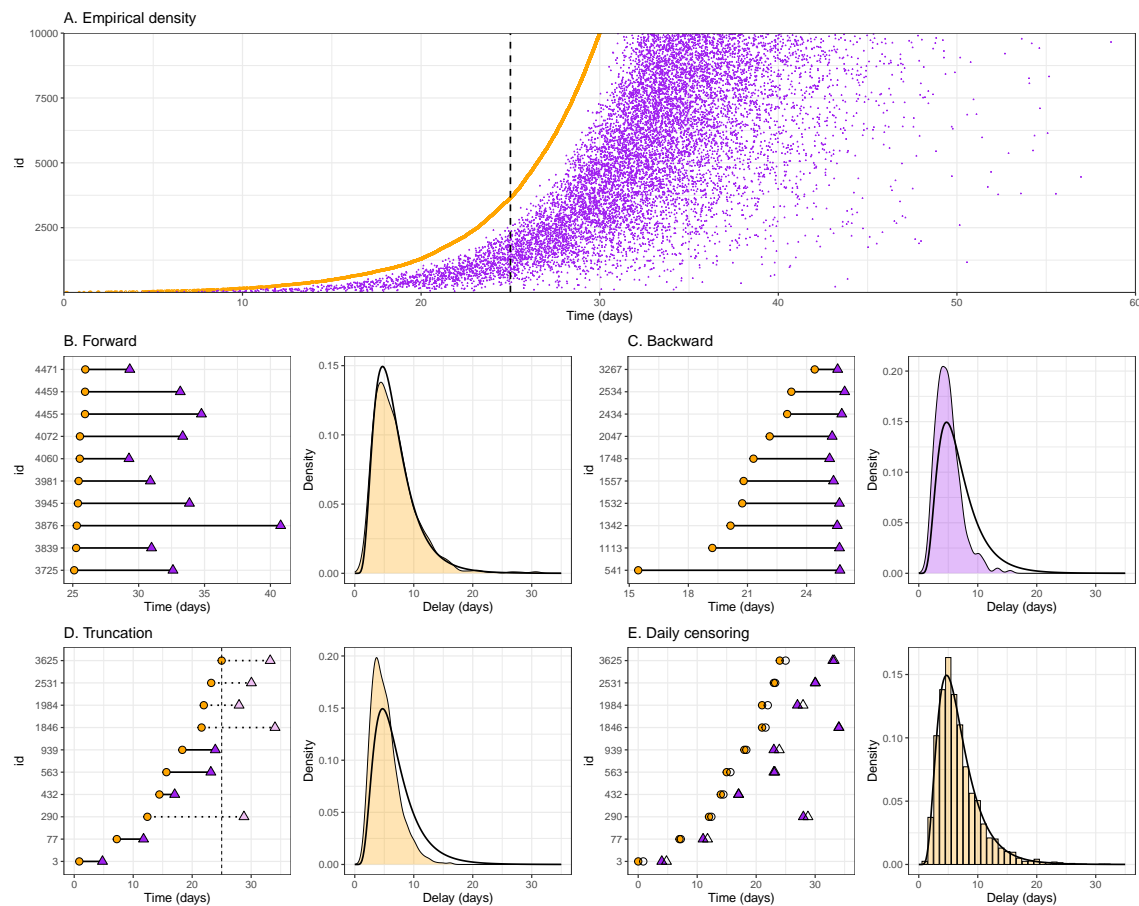 A. Empirical density
10000
7500
5000
2500
id
0 10 20 30 40 50 60
Time (days)
B. Forward
4471
4459
4455
4072
4060
3981
3945
3876
3839
3725
id
25 30 35 40
Time (days)
0.15
0.10
0.05
0.00
Density
0 10 20 30
Delay (days)
C. Backward
3267
2534
2434
2047
1748
1557
1532
1342
1113
541
id
15 18 21 24
Time (days)
0.20
0.15
0.10
0.05
0.00
Density
0 10 20 30
Delay (days)
D. Truncation
3625
2531
1984
1846
939
563
432
290
77
3
id
0 10 20 30
Time (days)
0.20
0.15
0.10
0.05
0.00
Density
0 10 20 30
Delay (days)
E. Daily censoring
3625
2531
1984
1846
939
563
432
290
77
3
id
0 10 20 30
Time (days)
0.15
0.10
0.05
0.00
Density
0 10 20 30
Delay (days)